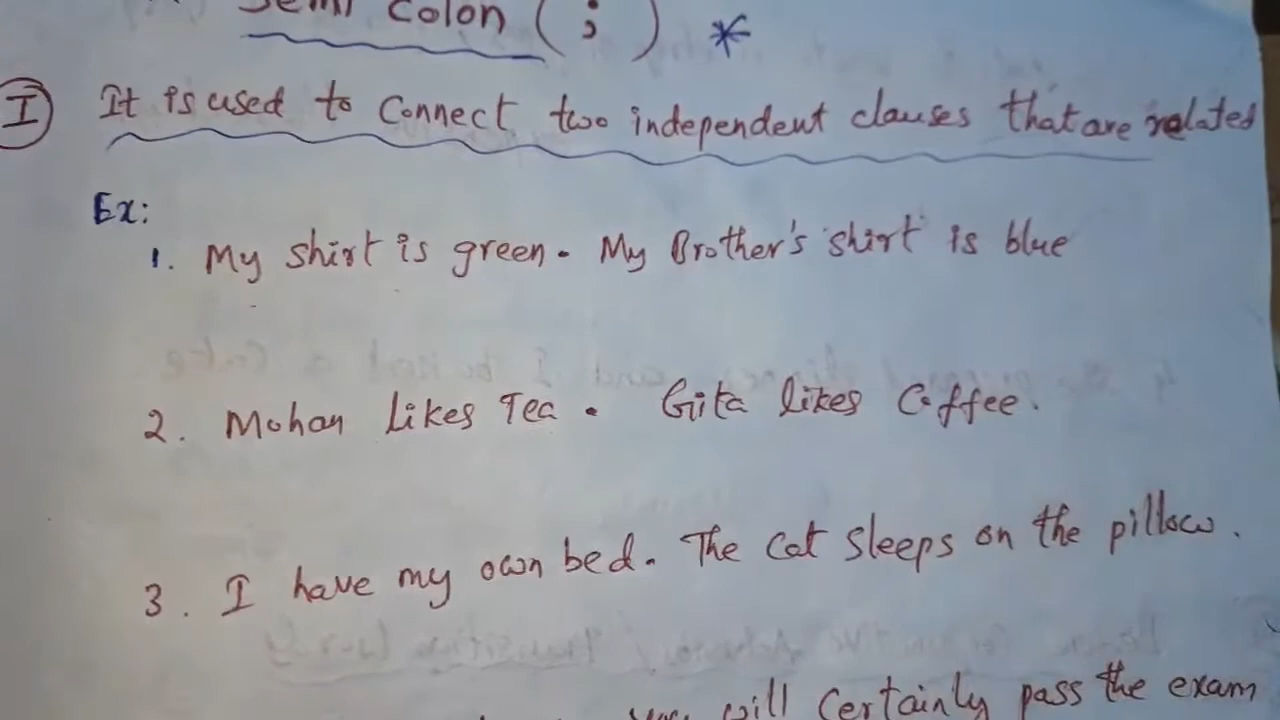 Semi Colon ( ; ) *
I It is used to Connect two independent clauses that are related
Ex:
1. My shirt is green. My Brother's shirt is blue
2. Mohan Likes Tea. Gita likes Coffee.
3. I have my own bed. The Cat Sleeps on the pillow.
will Certainly pass the exam